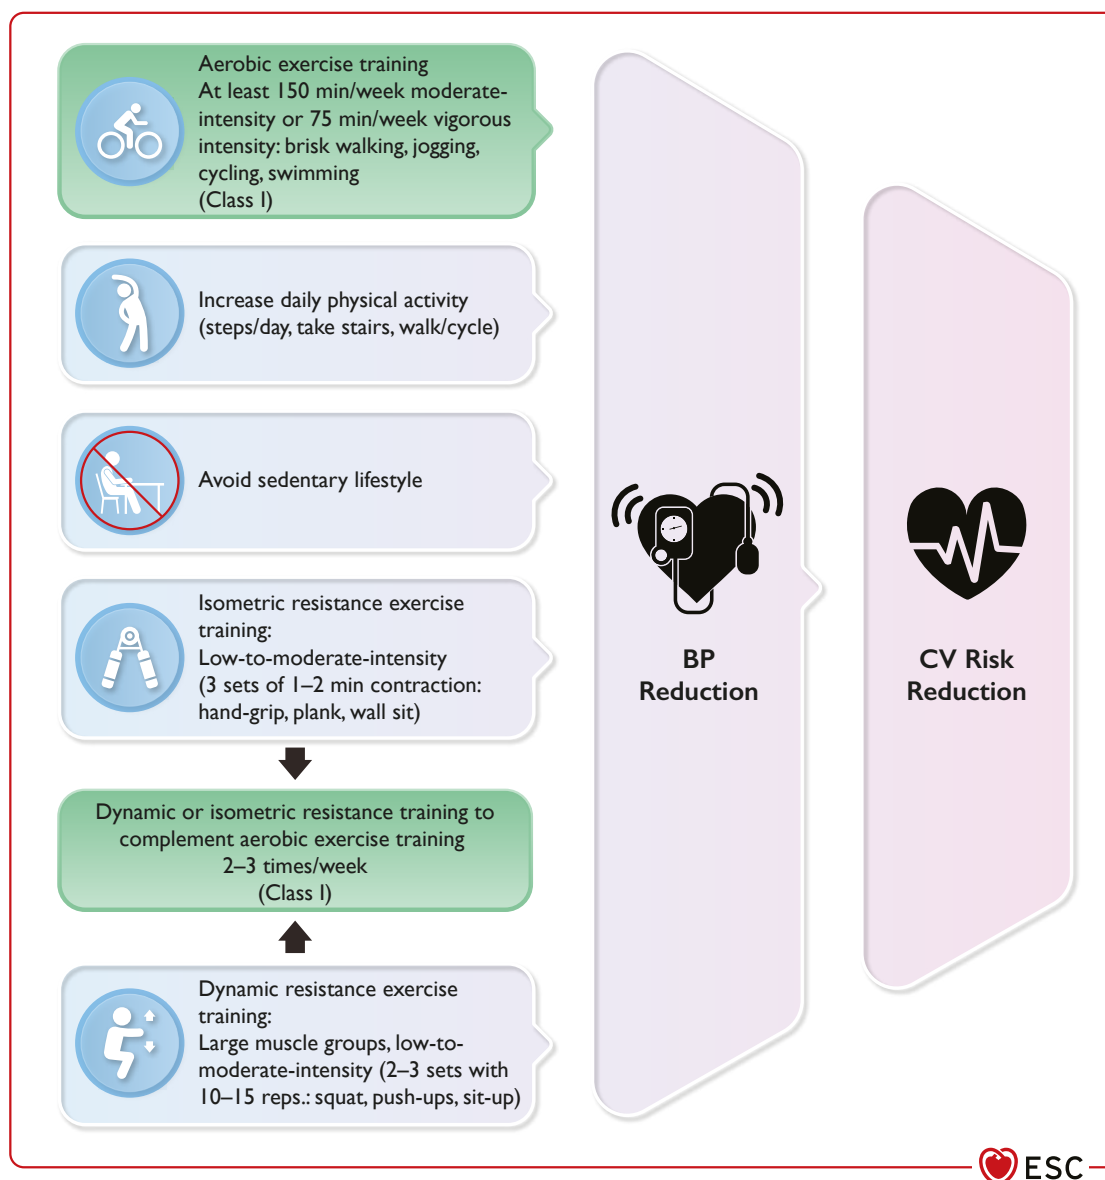 Aerobic exercise training
At least 150 min/week moderate-
intensity or 75 min/week vigorous
intensity: brisk walking, jogging,
cycling, swimming
(Class I)
Increase daily physical activity
(steps/day, take stairs, walk/cycle)
Avoid sedentary lifestyle
Isometric resistance exercise
training:
Low-to-moderate-intensity
(3 sets of 1–2 min contraction:
hand-grip, plank, wall sit)
Dynamic or isometric resistance training to
complement aerobic exercise training
2–3 times/week
(Class I)
Dynamic resistance exercise
training:
Large muscle groups, low-to-
moderate-intensity (2–3 sets with
10–15 reps.: squat, push-ups, sit-up)
BP
Reduction
CV Risk
Reduction
ESC